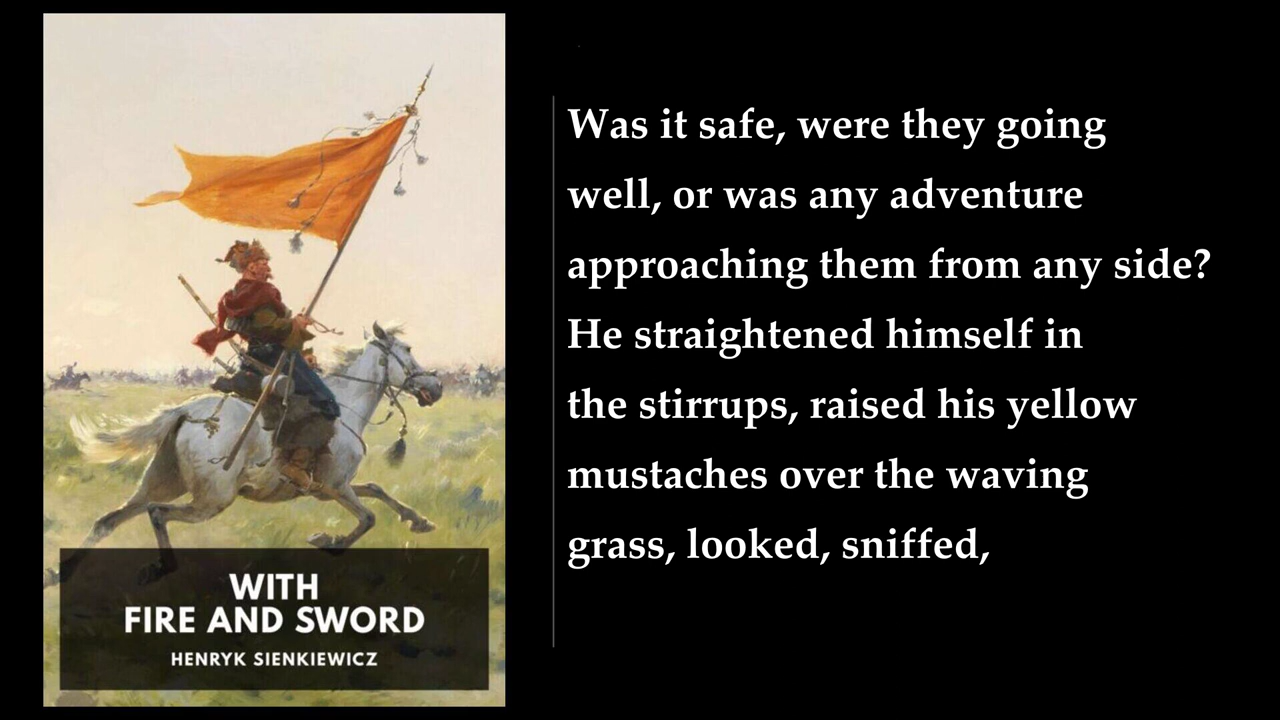 WITH
FIRE AND SWORD
HENRYK SIENKIEWICZ
Was it safe, were they going
well, or was any adventure
approaching them from any side?
He straightened himself in
the stirrups, raised his yellow
mustaches over the waving
grass, looked, sniffed,